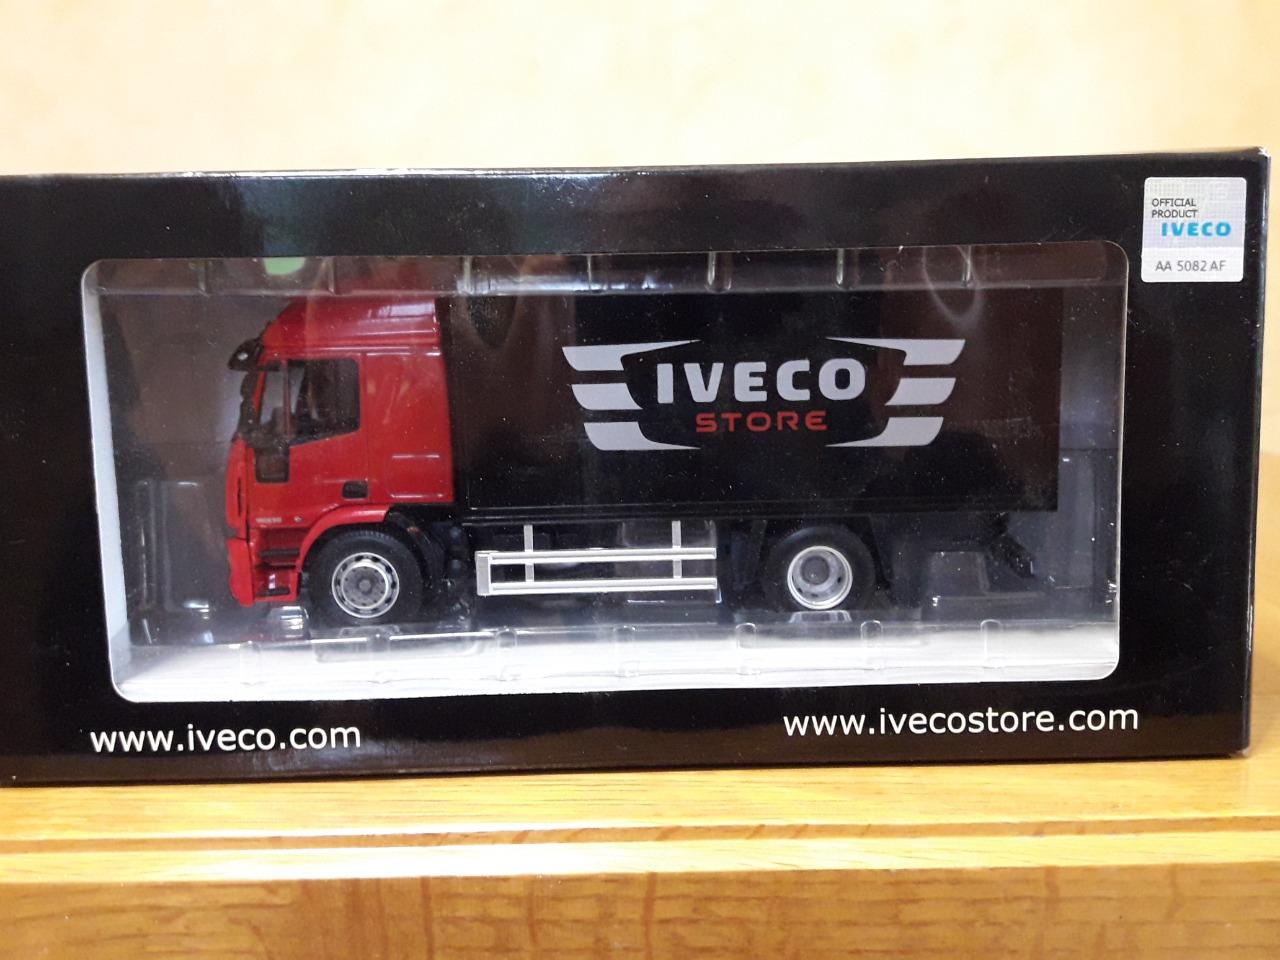 OFFICIAL
PRODUCT
IVECO
AA 5082 AF
IVECO
STORE
www.iveco.com
www.ivecostore.com